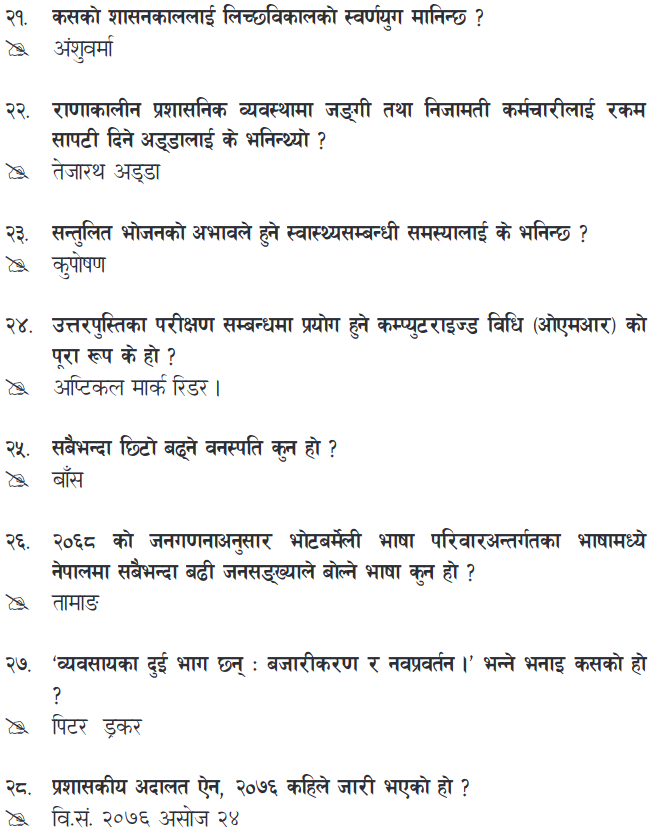 २१. कसको शासनकाललाई लिच्छविकालको स्वर्णयुग मानिन्छ ?
अंशुवर्मा
२२. राणाकालीन प्रशासनिक व्यवस्थामा जङ्गी तथा निजामती कर्मचारीलाई रकम
सापटी दिने अड्डालाई के भनिन्थ्यो ?
तेजारथ अड्डा
२३. सन्तुलित भोजनको अभावले हुने स्वास्थ्यसम्बन्धी समस्यालाई के भनिन्छ ?
कुपोषण
२४. उत्तरपुस्तिका परीक्षण सम्बन्धमा प्रयोग हुने कम्प्युटराइज्ड विधि (ओएमआर) को
पूरा रूप के हो ?
अप्टिकल मार्क रिडर ।
२५. सबैभन्दा छिटो बढ्ने वनस्पति कुन हो ?
बाँस
२६. २०६८ को जनगणनाअनुसार भोटबर्मेली भाषा परिवारअन्तर्गतका भाषामध्ये
नेपालमा सबैभन्दा बढी जनसङ्ख्याले बोल्ने भाषा कुन हो ?
तामाङ
२७. ‘व्यवसायका दुई भाग छन् : बजारीकरण र नवप्रवर्तन ।’ भन्ने भनाइ कसको हो
?
पिटर ड्रकर
२८. प्रशासकीय अदालत ऐन, २०७६ कहिले जारी भएको हो ?
वि.सं. २०७६ असोज २४